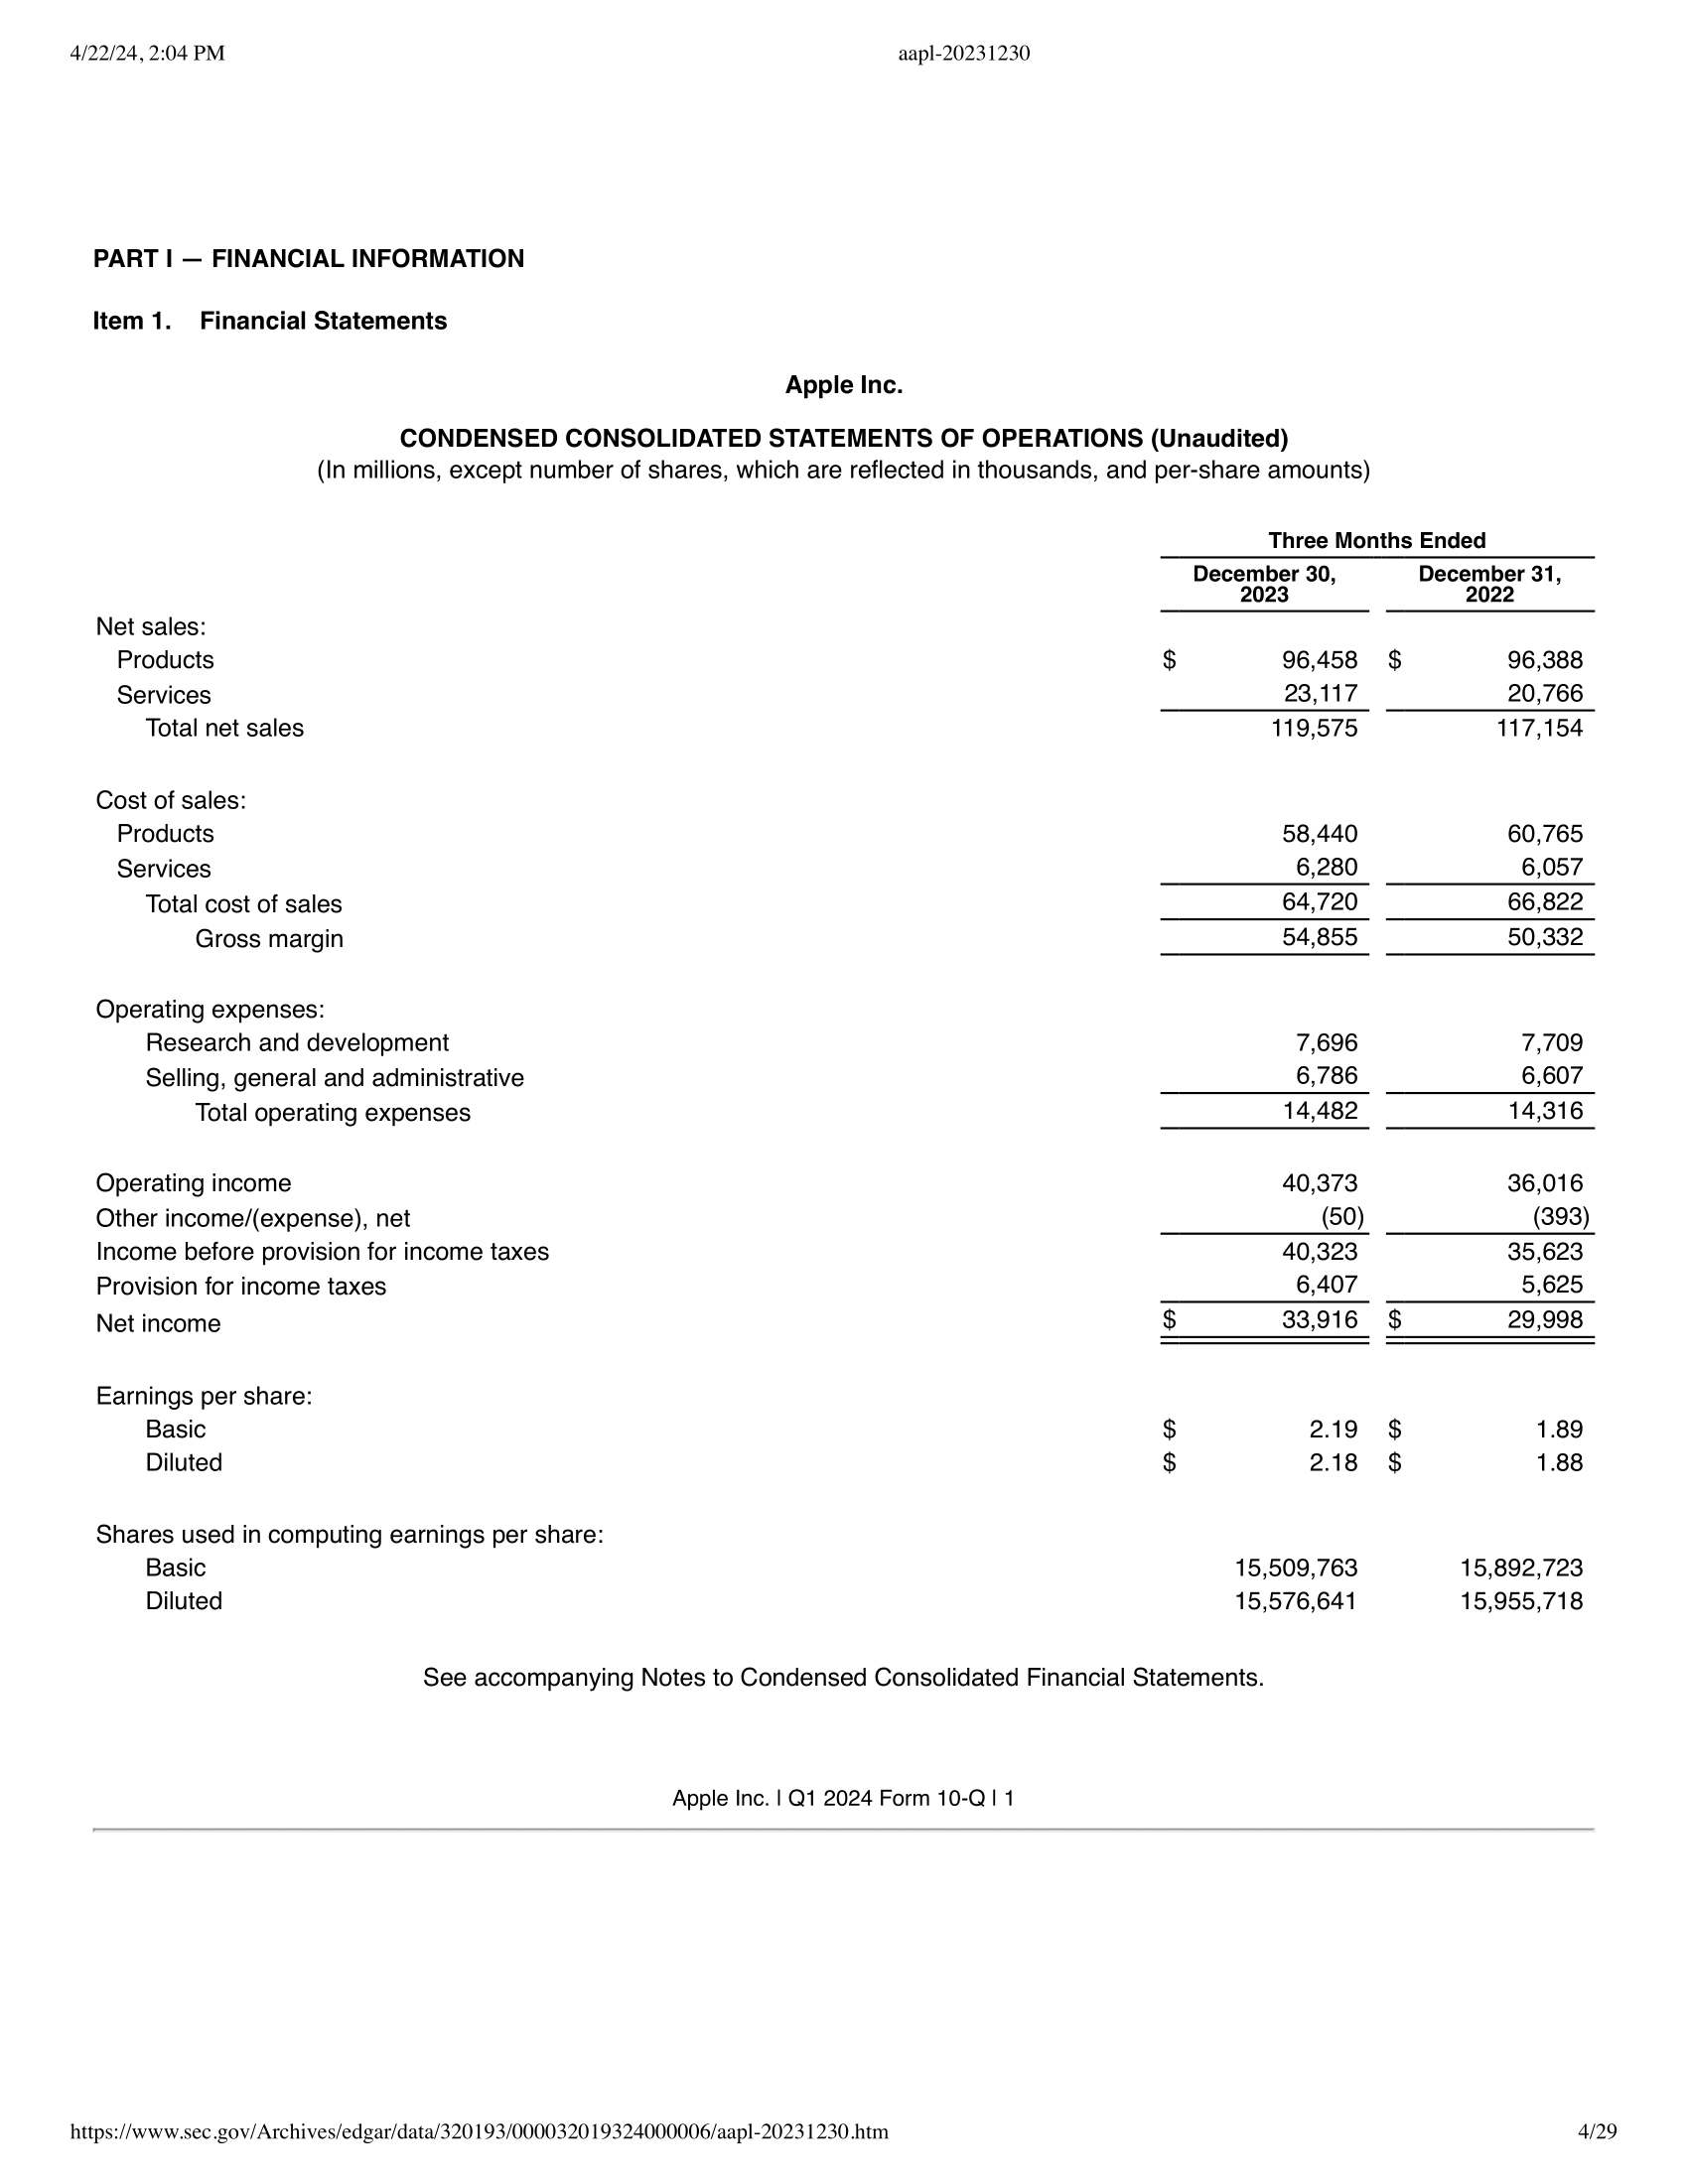 4/22/24, 2:04 PM aapl-20231230
PART I — FINANCIAL INFORMATION
Item 1. Financial Statements
Apple Inc.
CONDENSED CONSOLIDATED STATEMENTS OF OPERATIONS (Unaudited)
(In millions, except number of shares, which are reflected in thousands, and per-share amounts)
Three Months Ended
December 30, 2023 December 31, 2022
Net sales:
Products $ 96,458 $ 96,388
Services 23,117 20,766
Total net sales 119,575 117,154
Cost of sales:
Products 58,440 60,765
Services 6,280 6,057
Total cost of sales 64,720 66,822
Gross margin 54,855 50,332
Operating expenses:
Research and development 7,696 7,709
Selling, general and administrative 6,786 6,607
Total operating expenses 14,482 14,316
Operating income 40,373 36,016
Other income/(expense), net (50) (393)
Income before provision for income taxes 40,323 35,623
Provision for income taxes 6,407 5,625
Net income $ 33,916 $ 29,998
Earnings per share:
Basic $ 2.19 $ 1.89
Diluted $ 2.18 $ 1.88
Shares used in computing earnings per share:
Basic 15,509,763 15,892,723
Diluted 15,576,641 15,955,718
See accompanying Notes to Condensed Consolidated Financial Statements.
Apple Inc. | Q1 2024 Form 10-Q | 1
https://www.sec.gov/Archives/edgar/data/320193/000032019324000006/aapl-20231230.htm 4/29